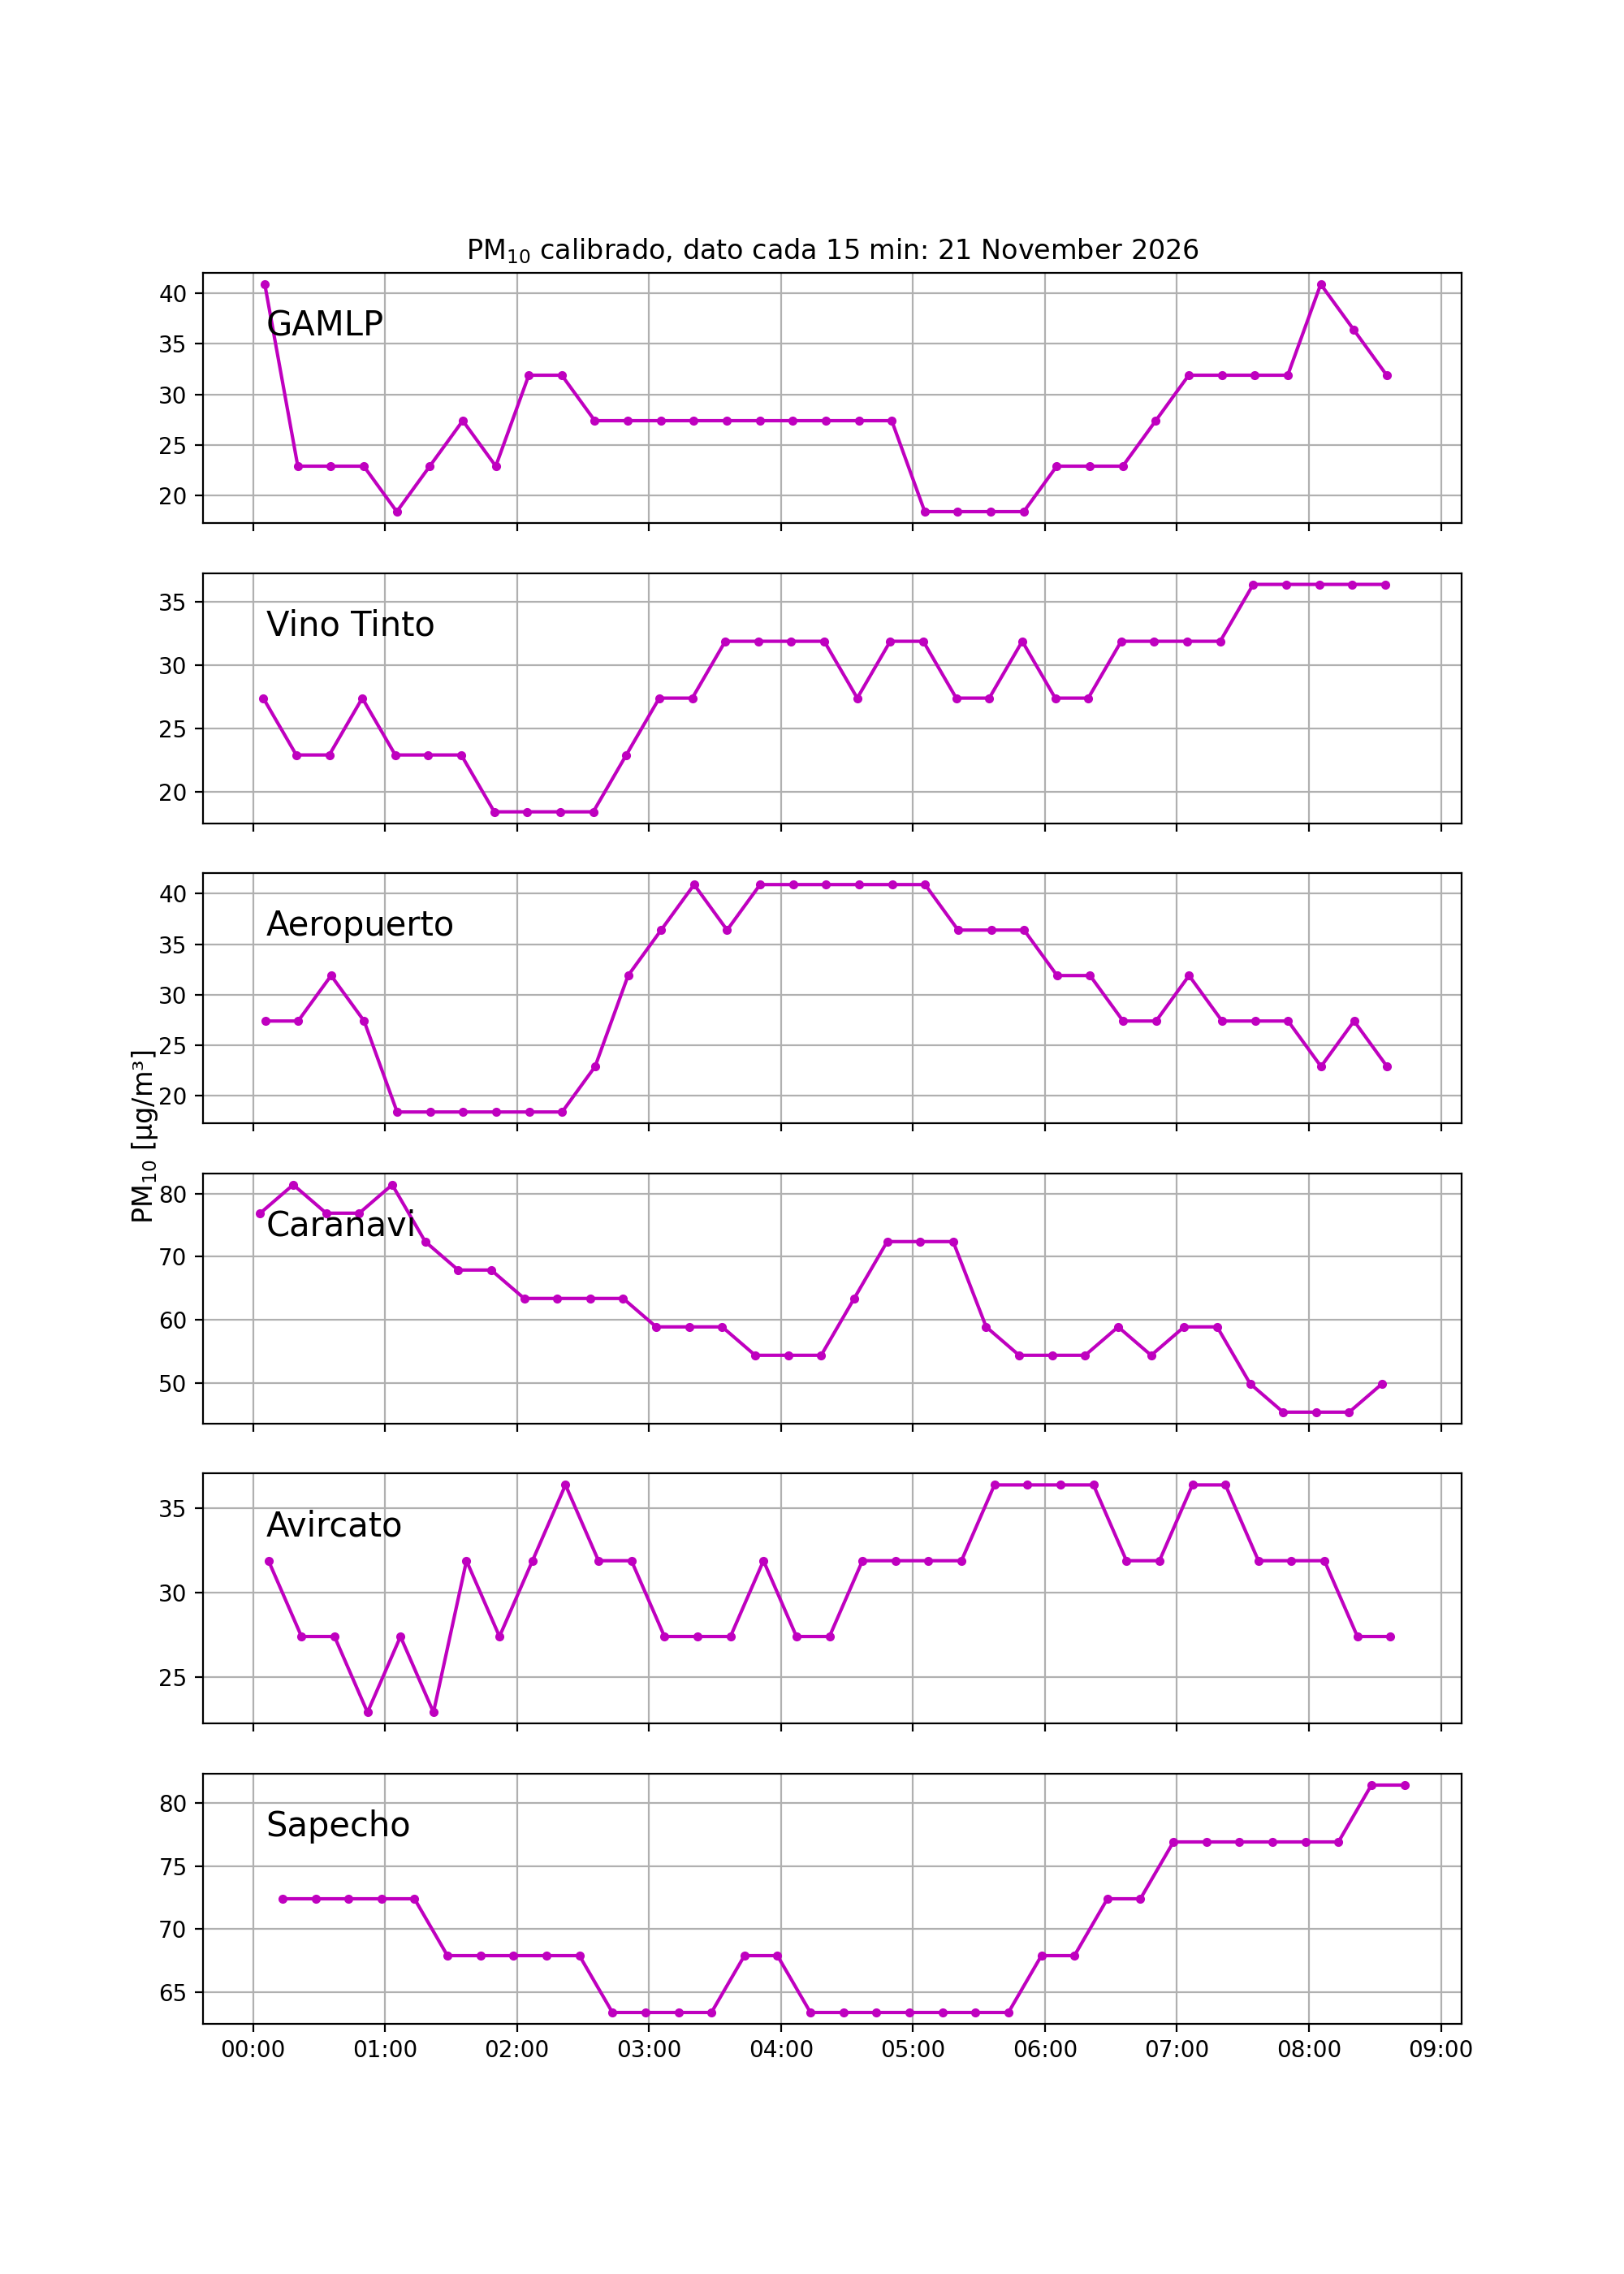 PM₁₀ calibrado, dato cada 15 min: 21 November 2026
40
GAMLP
35
30
25
20
35
Vino Tinto
30
25
20
40
Aeropuerto
35
30
25
20
PM₁₀ [µg/m³]
80
Caranavi
70
60
50
35
Avircato
30
25
80
Sapecho
75
70
65
00:00 01:00 02:00 03:00 04:00 05:00 06:00 07:00 08:00 09:00